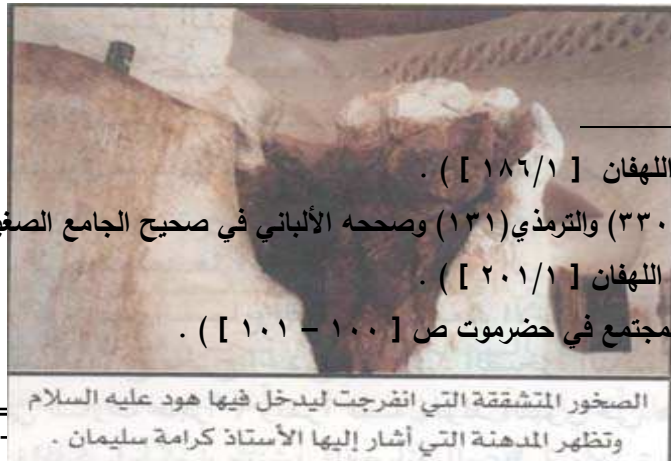 اللهفان [ ١/١٨٦ ] ) .
٣٣٠) والترمذي(١٣١) وصححه الألباني في صحيح الجامع
اللهفان [ ١/٢٠١ ] ) .
مجتمع في حضرموت ص [ ١٠٠ – ١٠١ ] ) .
الصخور المتشققة التي انفرجت ليدخل فيها هود عليه السلام
وتظهر المدهنة التي أشار إليها الأستاذ كرامة سليمان .